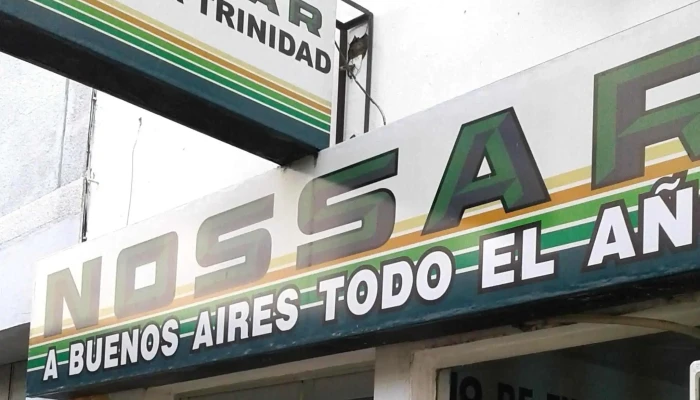 TRINIDAD
NOSSAR
A BUENOS AIRES TODO EL AÑ